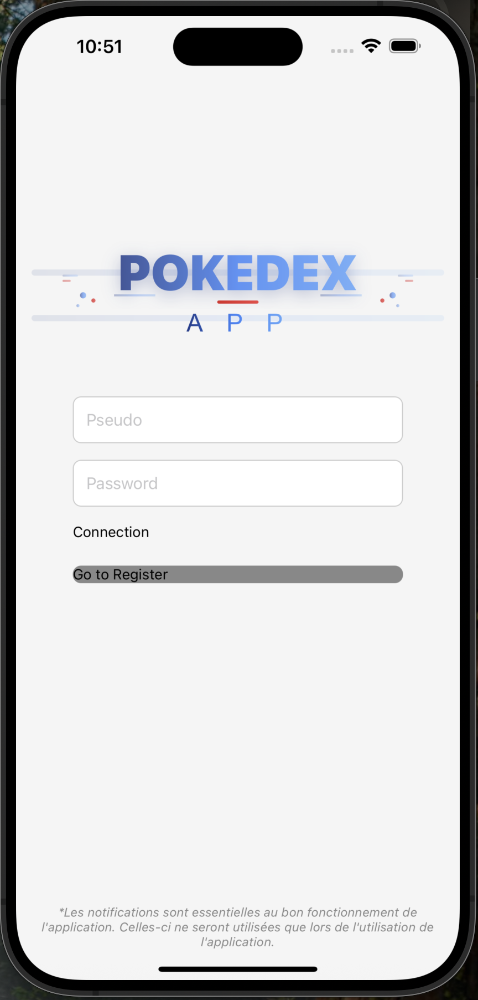 10:51
POKEDEX
APP
Pseudo
Password
Connection
Go to Register
*Les notifications sont essentielles au bon fonctionnement de
l'application. Celles-ci ne seront utilisées que lors de l'utilisation de
l'application.